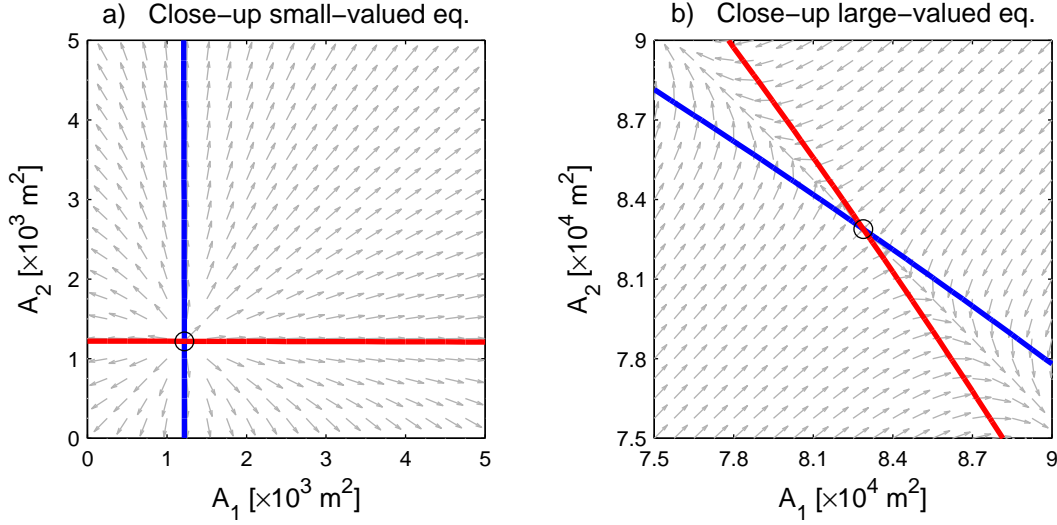 a) Close−up small−valued eq.
5
4
3
2
1
0
0 1 2 3 4 5
A₂ [×10³ m²]
A₁ [×10³ m²]
b) Close−up large−valued eq.
9
8.7
8.4
8.1
7.8
7.5
7.5 7.8 8.1 8.4 8.7 9
A₂ [×10⁴ m²]
A₁ [×10⁴ m²]